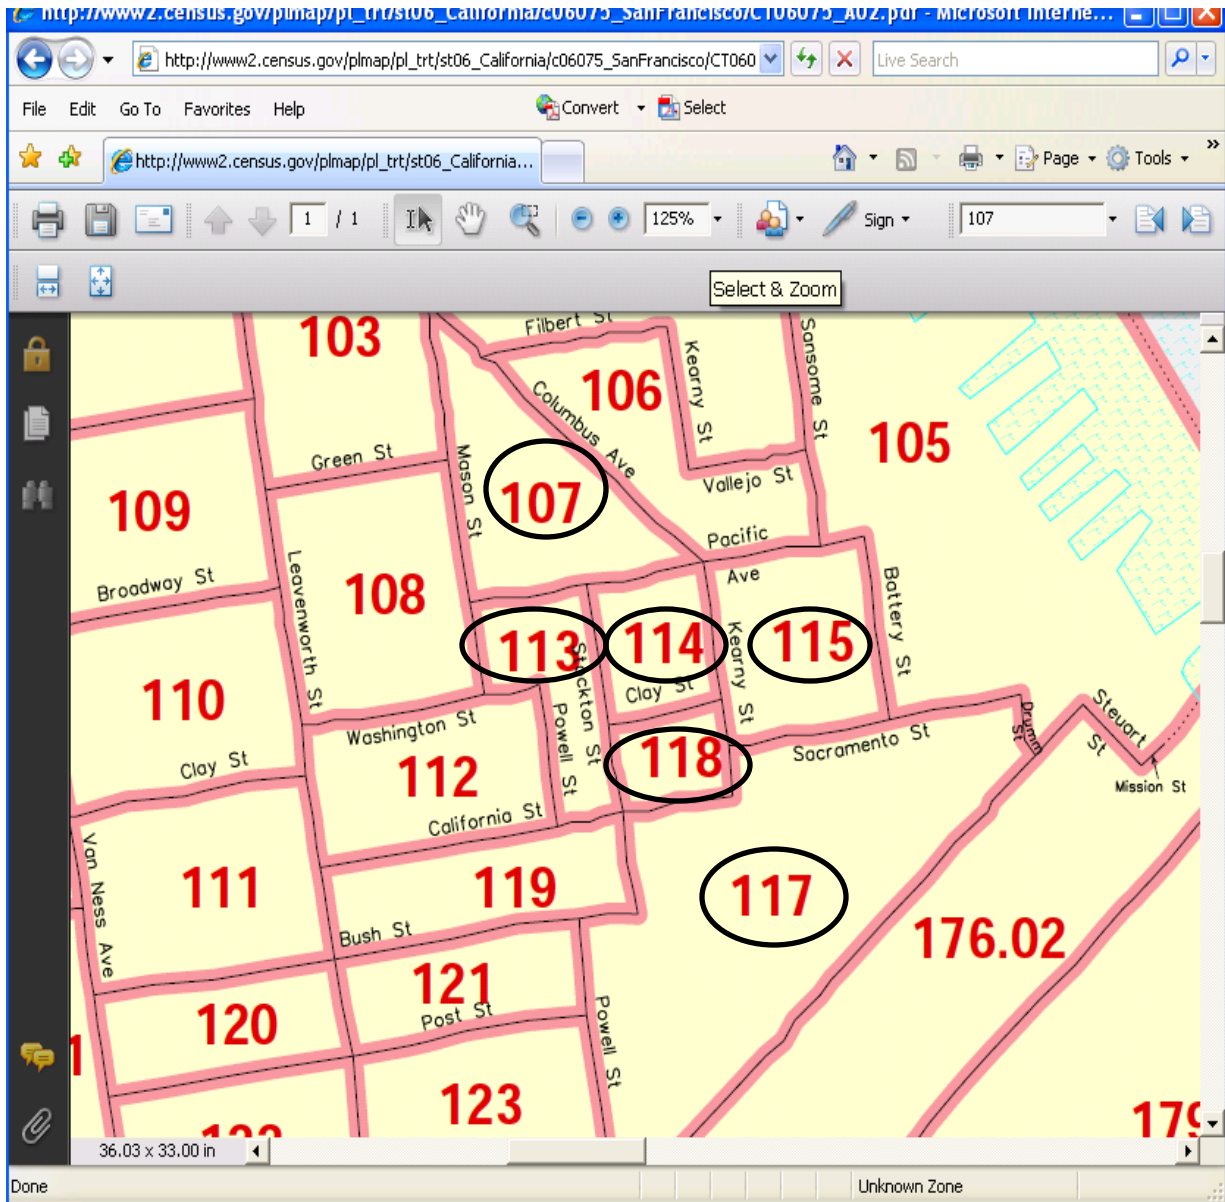 http://www2.census.gov/plmap/pl_trt/st06_California/c06075_SanFrancisco/CT06075_A02.pdf - Microsoft Interne...
http://www2.census.gov/plmap/pl_trt/st06_California/c06075_SanFrancisco/CT060
Live Search
File Edit Go To Favorites Help
Convert Select
http://www2.census.gov/plmap/pl_trt/st06_California...
Page Tools »
1 / 1 125% Sign 107
Select & Zoom
103
Filbert St
106
Kearny St
Sansome St
105
Columbus Ave
Green St
Mason St
Vallejo St
109
107
Pacific
Ave
Broadway St
Leavenworth St
108
Battery St
113
114
Kearny St
115
Stockton St
110
Clay St
Washington St
Powell St
118
Sacramento St
Drumm St
Steuart St
Mission St
Clay St
112
California St
Van Ness Ave
111
119
117
176.02
Bush St
121
Post St
120
Powell St
1
123
179
36.03 x 33.00 in
Done
Unknown Zone